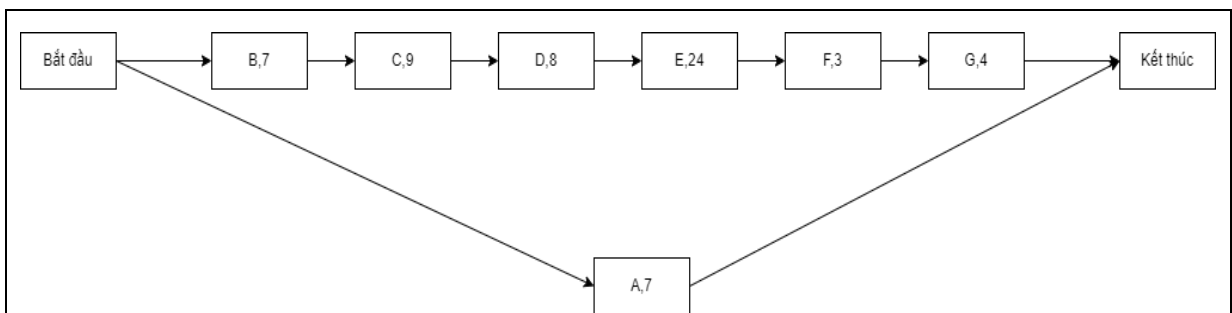 Bắt đầu
B,7
C,9
D,8
E,24
F,3
G,4
Kết thúc
A,7